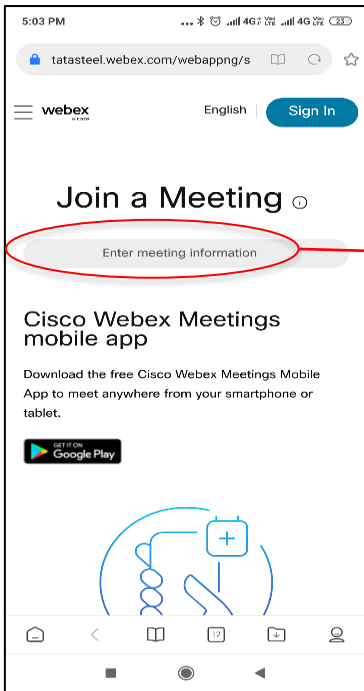 5:03 PM ... 4G 4G 23
tatasteel.webex.com/webappng/s
webex English Sign In
Join a Meeting
Enter meeting information
Cisco Webex Meetings
mobile app
Download the free Cisco Webex Meetings Mobile
App to meet anywhere from your smartphone or
tablet.
GET IT ON
Google Play
12